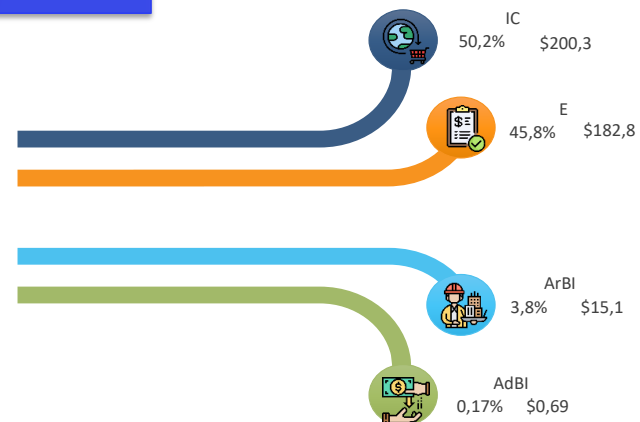 IC
50,2% $200,3
E
45,8% $182,8
ArBI
3,8% $15,1
AdBI
0,17% $0,69